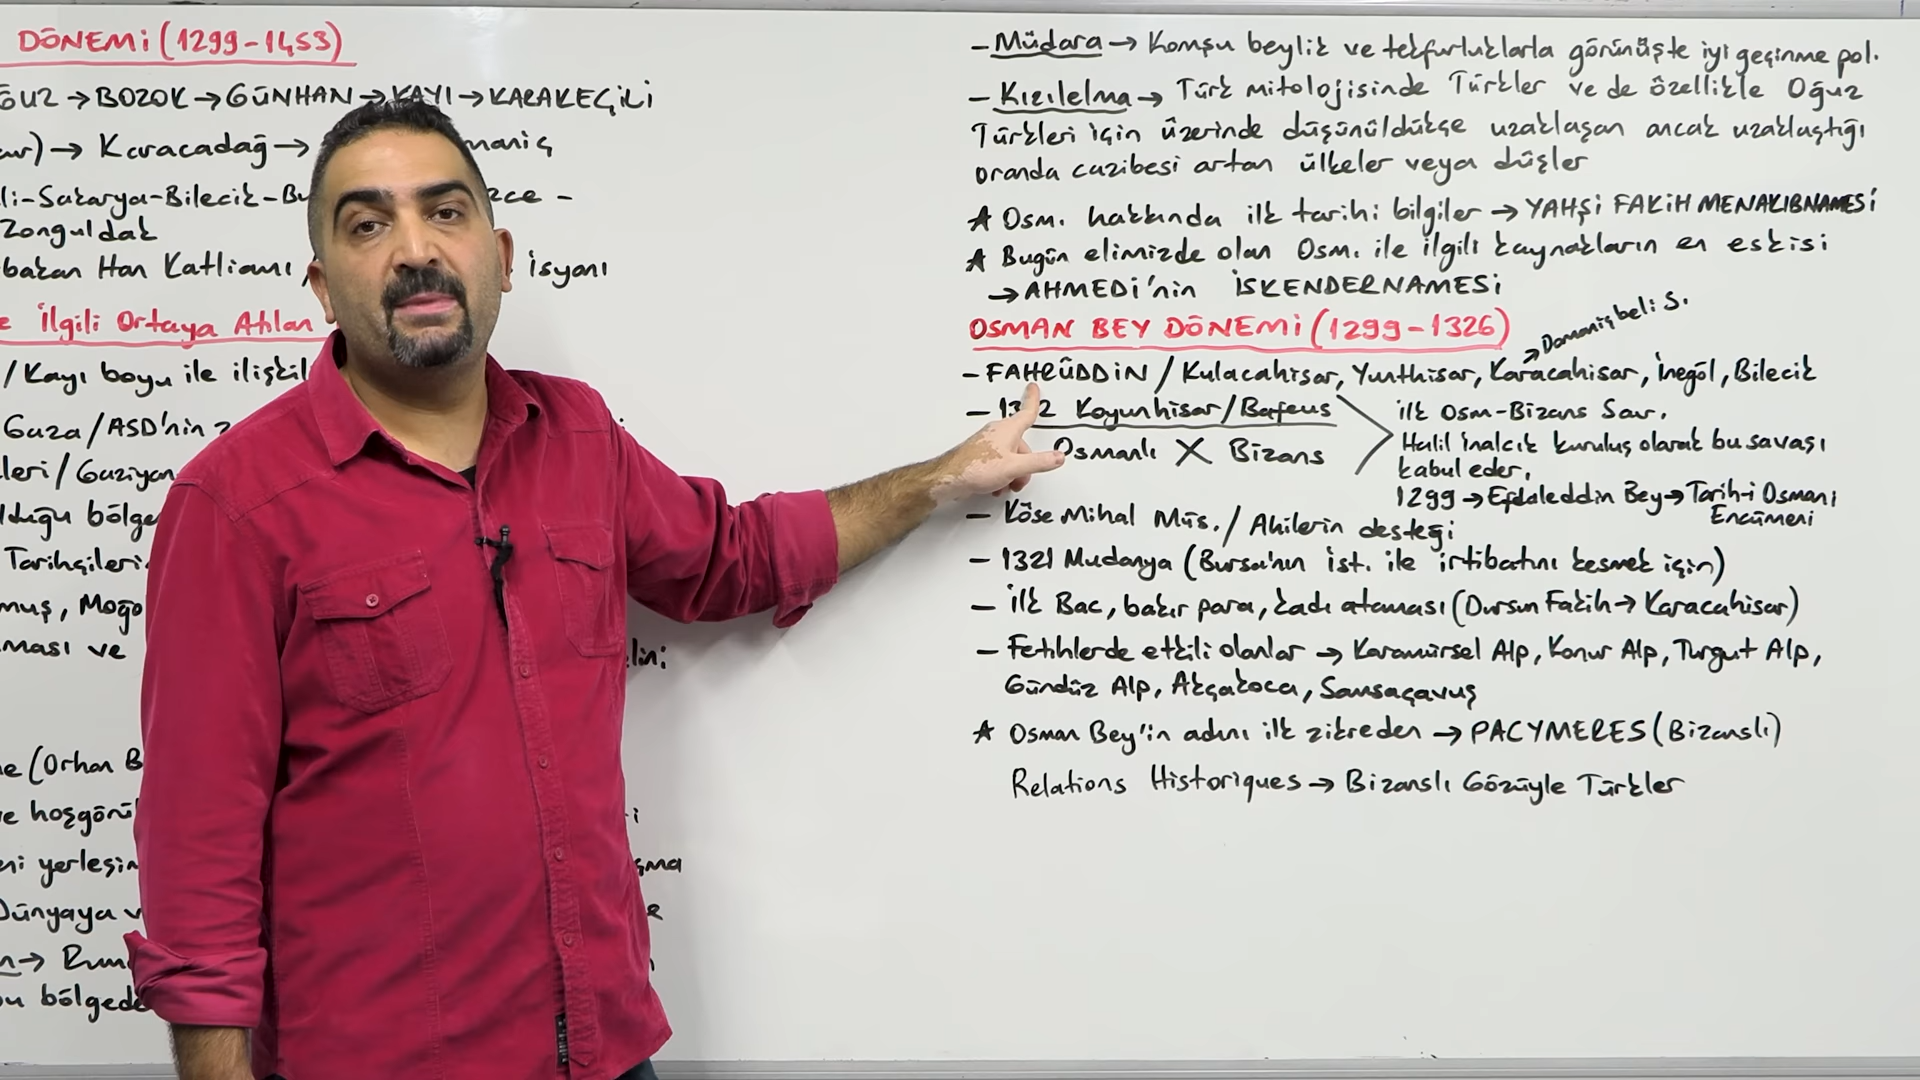 DÖNEMİ (1299-1453)
ĞUZ → BOZOK → GÜNHAN → KAYI → KARAKEÇİLİ
→ Karacadağ →
li-Sakarya-Bilecik-
Zonguldak
bakan Han Katliamı
isyanı
İlgili Ortaya Atılan
/Kayı boyu ile
Gaza/ASD'nin
leri/Gaziyan
lduğu bölge
Tarihçileri
muş, Moğo
ması ve
lin:
e (Orhan B
ve hoşgörü
ni yerleşim
şma
Dünyaya v
→ Rum
bu bölgede
- Müdara → Komşu beylik ve tekfurluklarla görünüşte iyi geçinme pol.
- Kızılelma → Türk mitolojisinde Türkler ve de özellikle Oğuz
Türkleri için üzerinde düşünüldükçe uzaklaşan ancak uzaklaştığı
oranda cazibesi artan ülkeler veya düşler
★ Osm. hakkında ilk tarihi bilgiler → YAHŞİ FAKİH MENAKIBNAMESİ
★ Bugün elimizde olan Osm. ile ilgili kaynakların en eskisi
→ AHMEDİ'nin İSKENDERNAMESİ
OSMAN BEY DÖNEMİ (1299-1326)
→ Domaniçbeli S.
- FAHRÜDDİN / Kulacahisar, Yurthisar, Karacahisar, İnegöl, Bilecik
- 1302 Koyunhisar/Bafeus
Osmanlı X Bizans
ilk Osm-Bizans Sav.
Halil İnalcık kuruluş olarak bu savaşı
kabul eder.
1299 → Efdaleddin Bey → Tarih-i Osmani
Encümeni
- Köse Mihal Müs. / Ahilerin desteği
- 1321 Mudanya (Bursa'nın İst. ile irtibatını kesmek için)
- İlk Bac, bakır para, kadı ataması (Dursun Fakih → Karacahisar)
- Fetihlerde etkili olanlar → Karamürsel Alp, Konur Alp, Turgut Alp,
Gündüz Alp, Akçakoca, Samsaçavuş
★ Osman Bey'in adını ilk zikreden → PACYMERES (Bizanslı)
Relations Historiques → Bizanslı Gözüyle Türkler